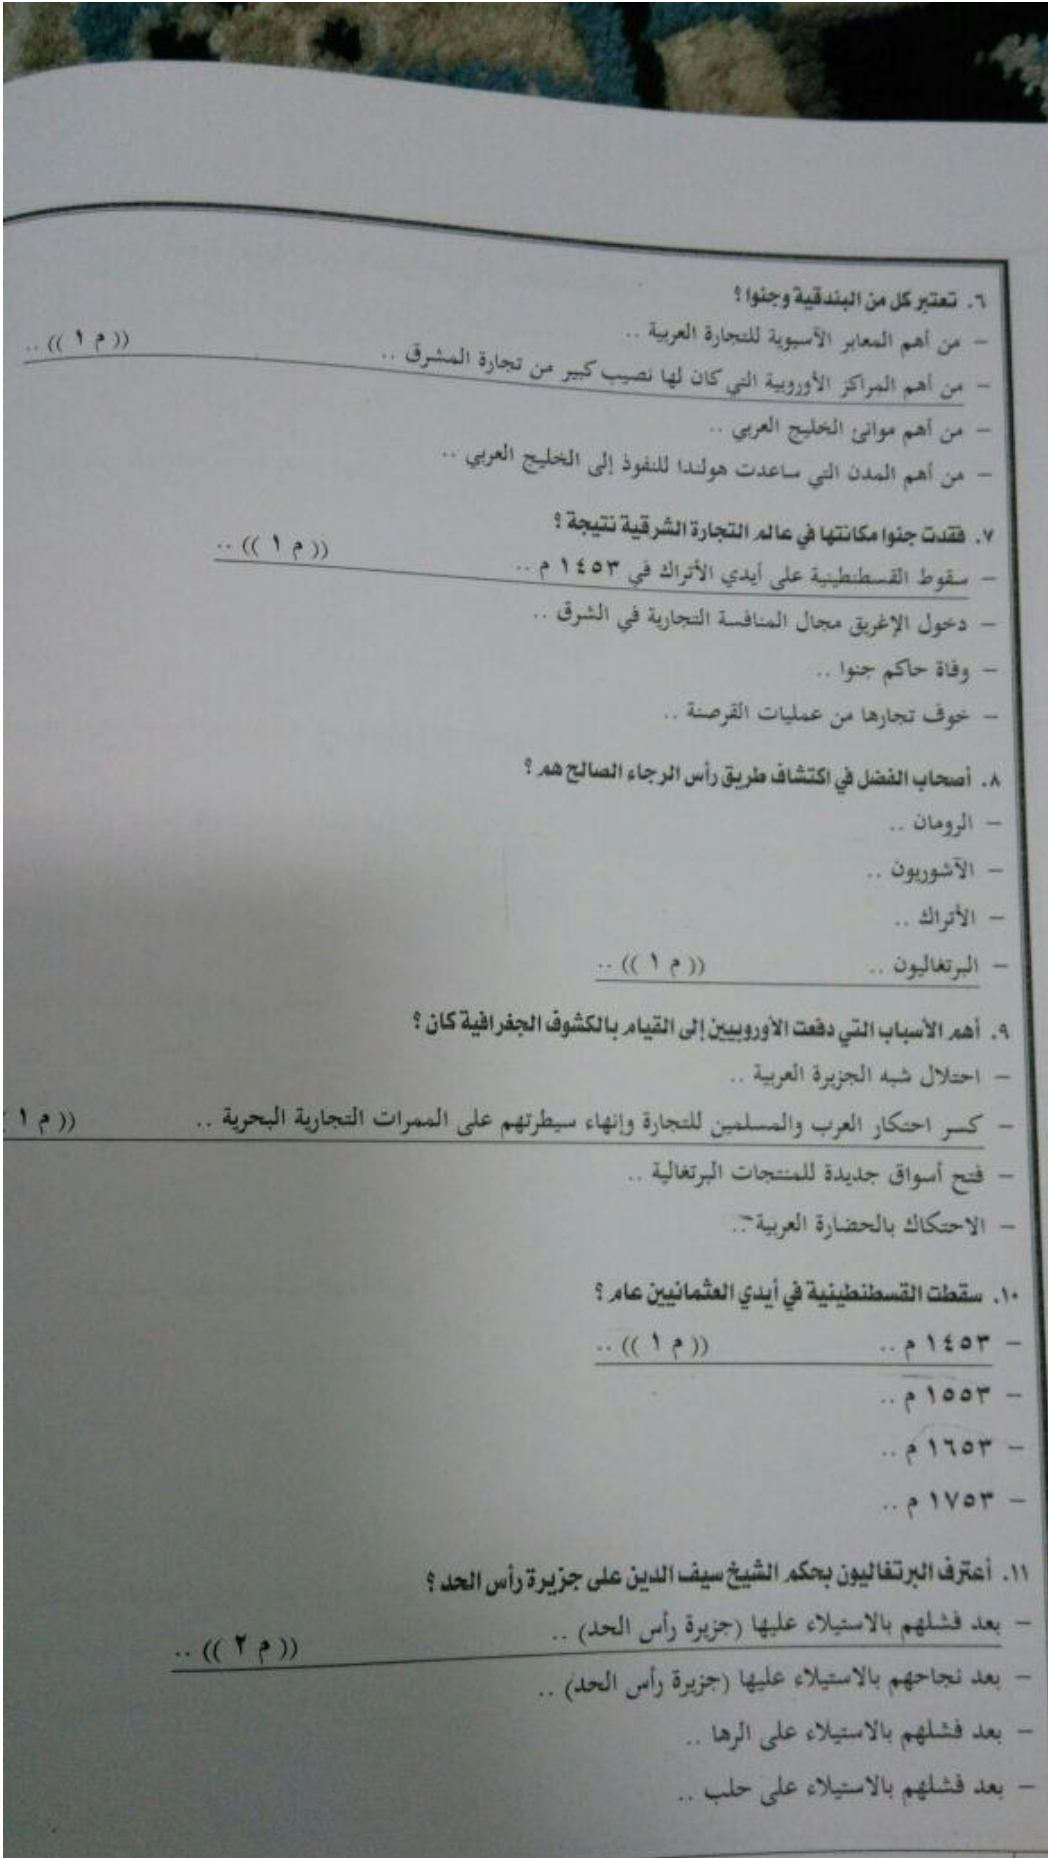 ٦. تعتبر كل من البندقية وجنوا ؟
– من أهم المعابر الآسيوية للتجارة العربية ..
– من أهم المراكز الأوروبية التي كان لها نصيب كبير من تجارة المشرق .. (( م ١ )) ..
– من أهم موانئ الخليج العربي ..
– من أهم المدن التي ساعدت هولندا للنفوذ إلى الخليج العربي ..
٧. فقدت جنوا مكانتها في عالم التجارة الشرقية نتيجة ؟
– سقوط القسطنطينية على أيدي الأتراك في ١٤٥٣ م .. (( م ١ )) ..
– دخول الإغريق مجال المنافسة التجارية في الشرق ..
– وفاة حاكم جنوا ..
– خوف تجارها من عمليات القرصنة ..
٨. أصحاب الفضل في اكتشاف طريق رأس الرجاء الصالح هم ؟
– الرومان ..
– الآشوريون ..
– الأتراك ..
– البرتغاليون .. (( م ١ )) ..
٩. أهم الأسباب التي دفعت الأوروبيين إلى القيام بالكشوف الجغرافية كان ؟
– احتلال شبه الجزيرة العربية ..
– كسر احتكار العرب والمسلمين للتجارة وإنهاء سيطرتهم على الممرات التجارية البحرية .. (( م ١ )
– فتح أسواق جديدة للمنتجات البرتغالية ..
– الاحتكاك بالحضارة العربية ..
١٠. سقطت القسطنطينية في أيدي العثمانيين عام ؟
– ١٤٥٣ م .. (( م ١ )) ..
– ١٥٥٣ م ..
– ١٦٥٣ م ..
– ١٧٥٣ م ..
١١. أعترف البرتغاليون بحكم الشيخ سيف الدين على جزيرة رأس الحد ؟
– بعد فشلهم بالاستيلاء عليها (جزيرة رأس الحد) .. (( م ٢ )) ..
– بعد نجاحهم بالاستيلاء عليها (جزيرة رأس الحد) ..
– بعد فشلهم بالاستيلاء على الرها ..
– بعد فشلهم بالاستيلاء على حلب ..